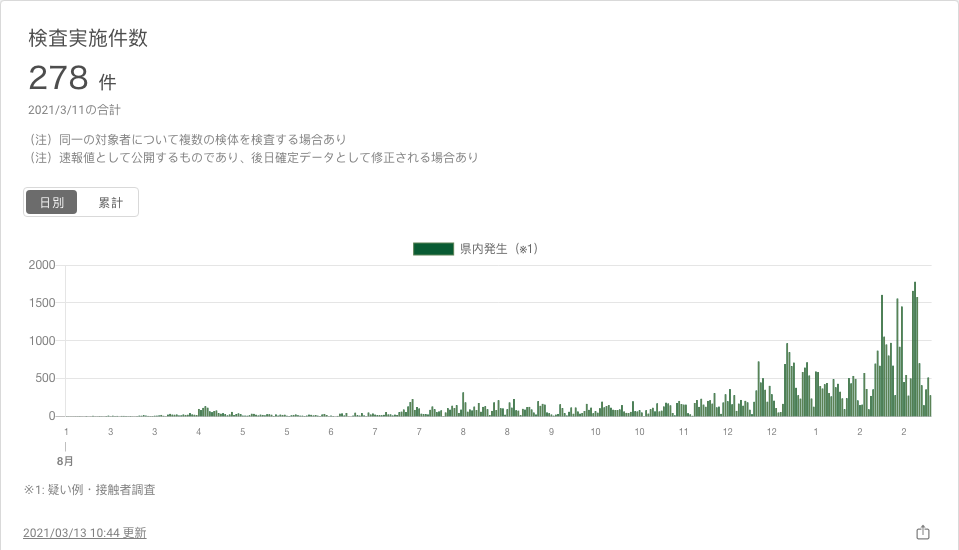 検査実施件数
278 件
2021/3/11の合計
（注）同一の対象者について複数の検体を検査する場合あり
（注）速報値として公開するものであり、後日確定データとして修正される場合あり
日別 累計
県内発生（※1）
2000
1500
1000
500
0
1 3 3 4 5 5 6 7 7 8 8 9 10 10 11 12 12 1 2 2
8月
※1: 疑い例・接触者調査
2021/03/13 10:44 更新